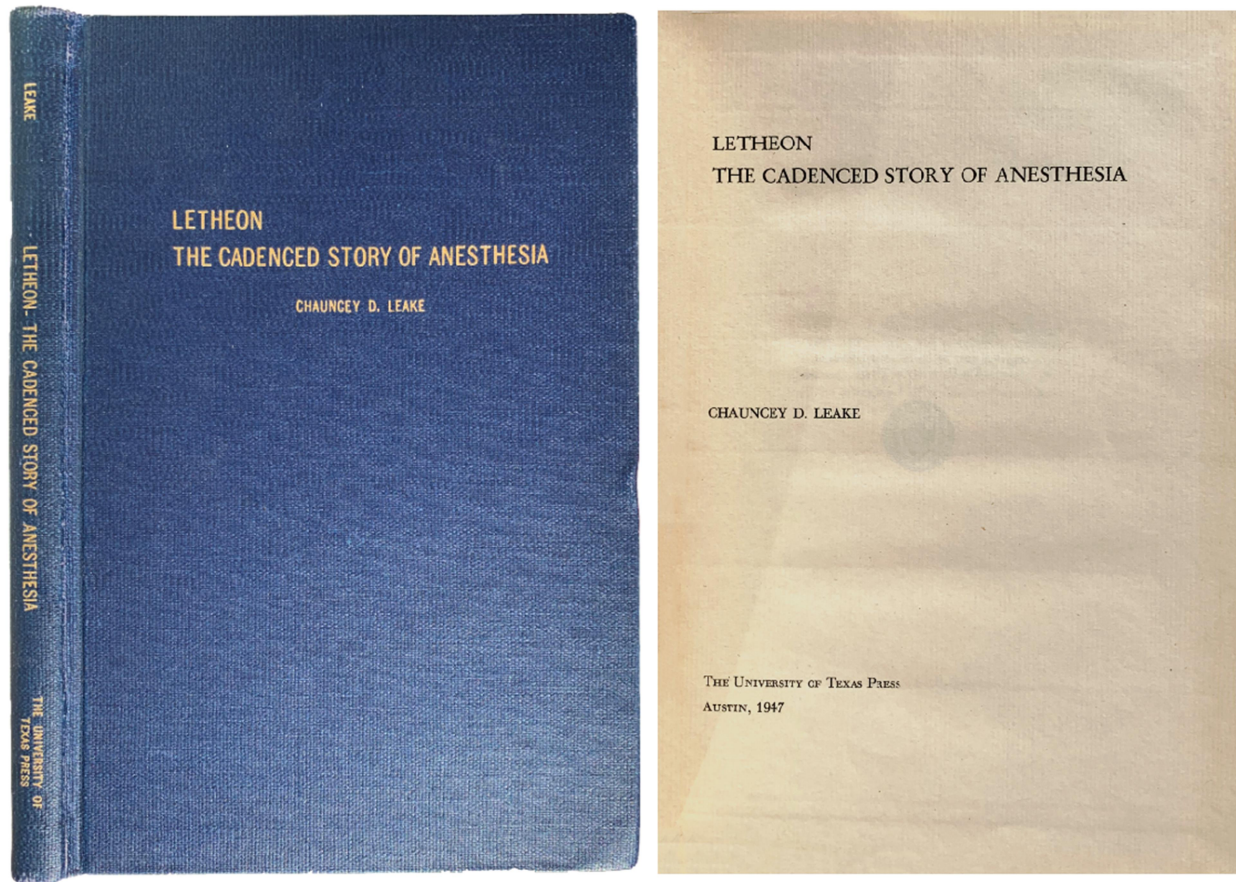 LEAKE
LETHEON- THE CADENCED STORY OF ANESTHESIA
THE UNIVERSITY OF
TEXAS PRESS
LETHEON
THE CADENCED STORY OF ANESTHESIA
CHAUNCEY D. LEAKE
LETHEON
THE CADENCED STORY OF ANESTHESIA
CHAUNCEY D. LEAKE
THE UNIVERSITY OF TEXAS PRESS
AUSTIN, 1947